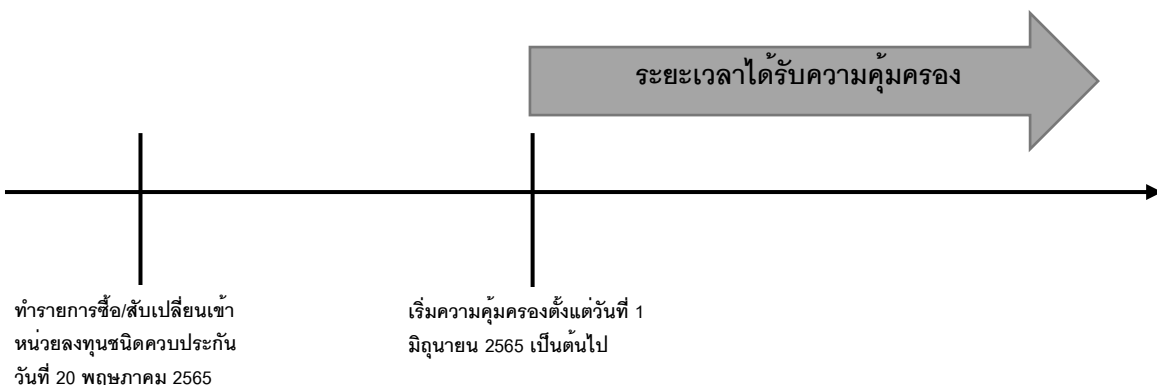 ระยะเวลาได้รับความคุ้มครอง
ทำรายการซื้อ/สับเปลี่ยนเข้า
หน่วยลงทุนชนิดควบประกัน
วันที่ 20 พฤษภาคม 2565
เริ่มความคุ้มครองตั้งแต่วันที่ 1
มิถุนายน 2565 เป็นต้นไป